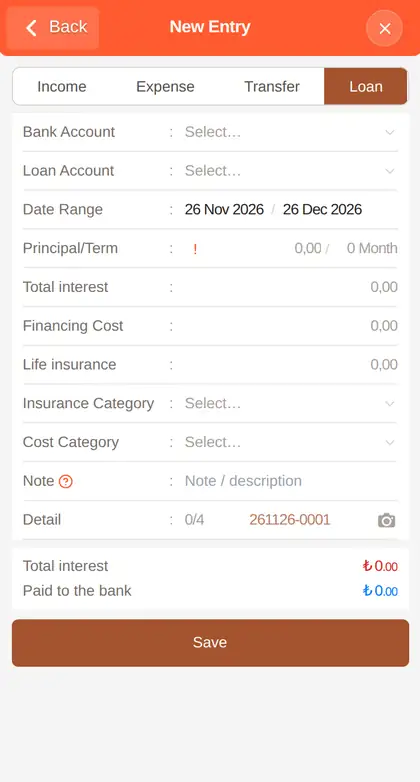 Back New Entry ×
Income Expense Transfer Loan
Bank Account : Select...
Loan Account : Select...
Date Range : 26 Nov 2026 / 26 Dec 2026
Principal/Term : ! 0,00 / 0 Month
Total interest : 0,00
Financing Cost : 0,00
Life insurance : 0,00
Insurance Category : Select...
Cost Category : Select...
Note ? : Note / description
Detail : 0/4 261126-0001
Total interest ₺0.00
Paid to the bank ₺0.00
Save